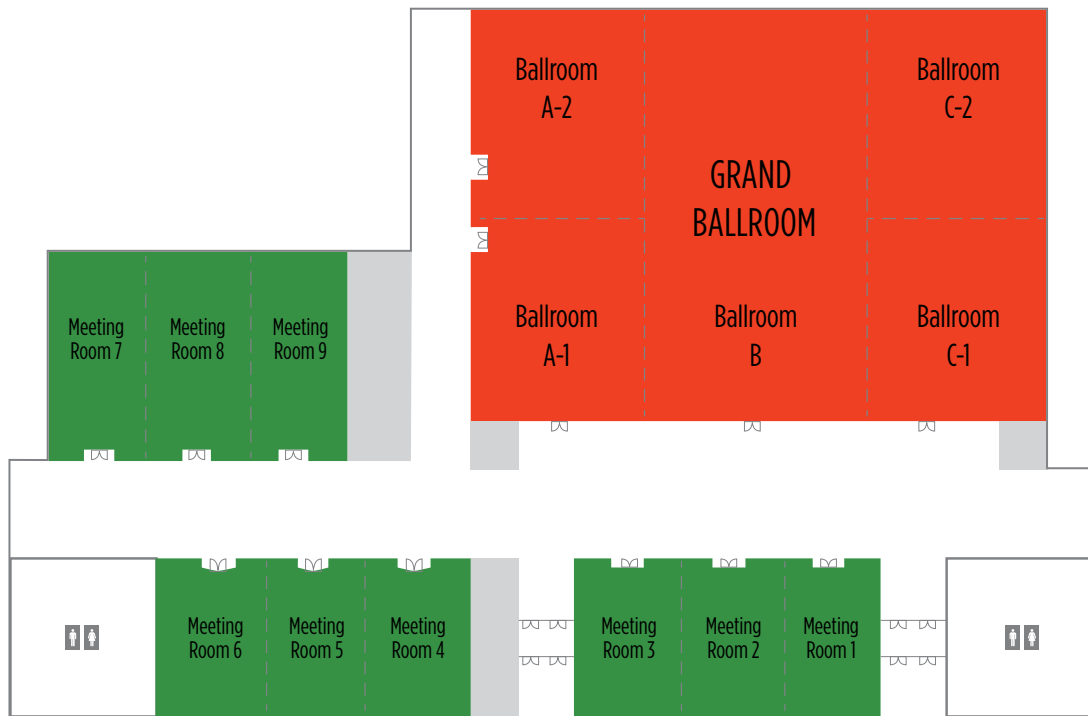 Ballroom
A-2
Ballroom
C-2
GRAND
BALLROOM
Ballroom
A-1
Ballroom
B
Ballroom
C-1
Meeting
Room 7
Meeting
Room 8
Meeting
Room 9
Meeting
Room 6
Meeting
Room 5
Meeting
Room 4
Meeting
Room 3
Meeting
Room 2
Meeting
Room 1